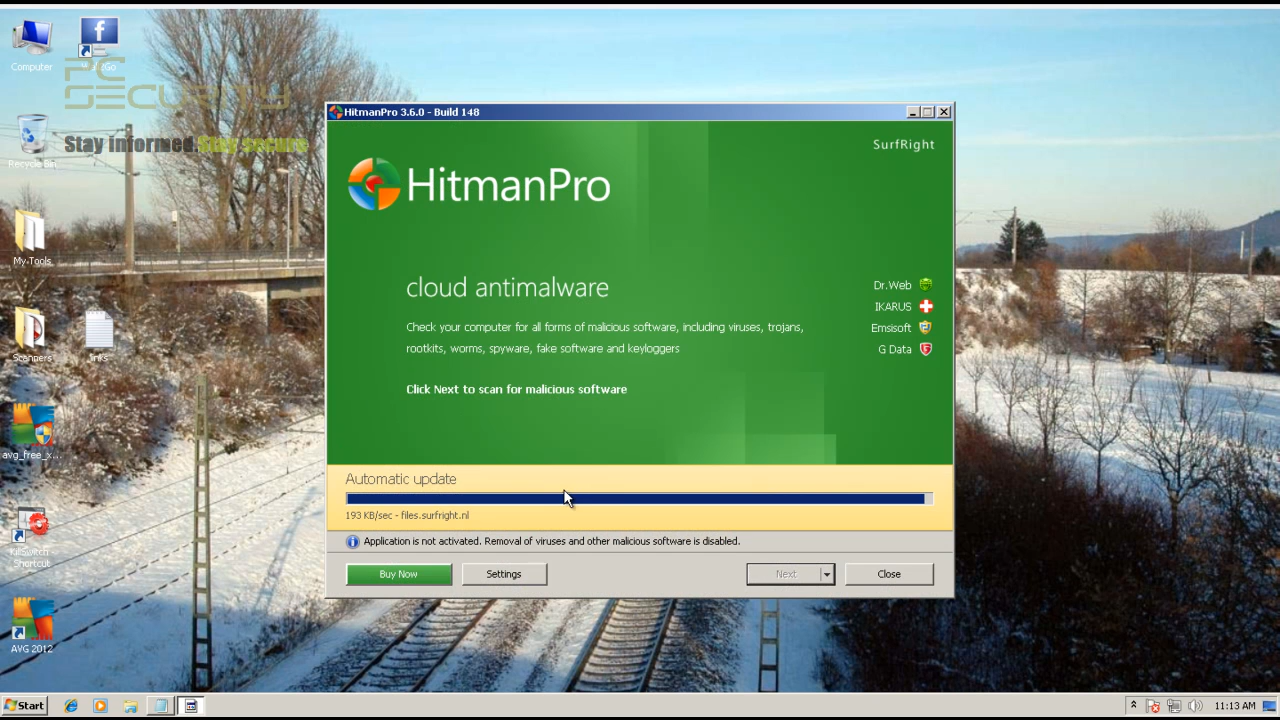 Computer
Recycle Bin
My Tools
Scanners
links
avg_free_x...
KillSwitch -
Shortcut
AVG 2012
PC
SECURITY
Stay informed. Stay secure
HitmanPro 3.6.0 - Build 148
SurfRight
HitmanPro
cloud antimalware
Check your computer for all forms of malicious software, including viruses, trojans,
rootkits, worms, spyware, fake software and keyloggers
Click Next to scan for malicious software
Dr.Web
IKARUS
Emsisoft
G Data
Automatic update
193 KB/sec - files.surfright.nl
Application is not activated. Removal of viruses and other malicious software is disabled.
Buy Now
Settings
Next
Close
Start
11:13 AM